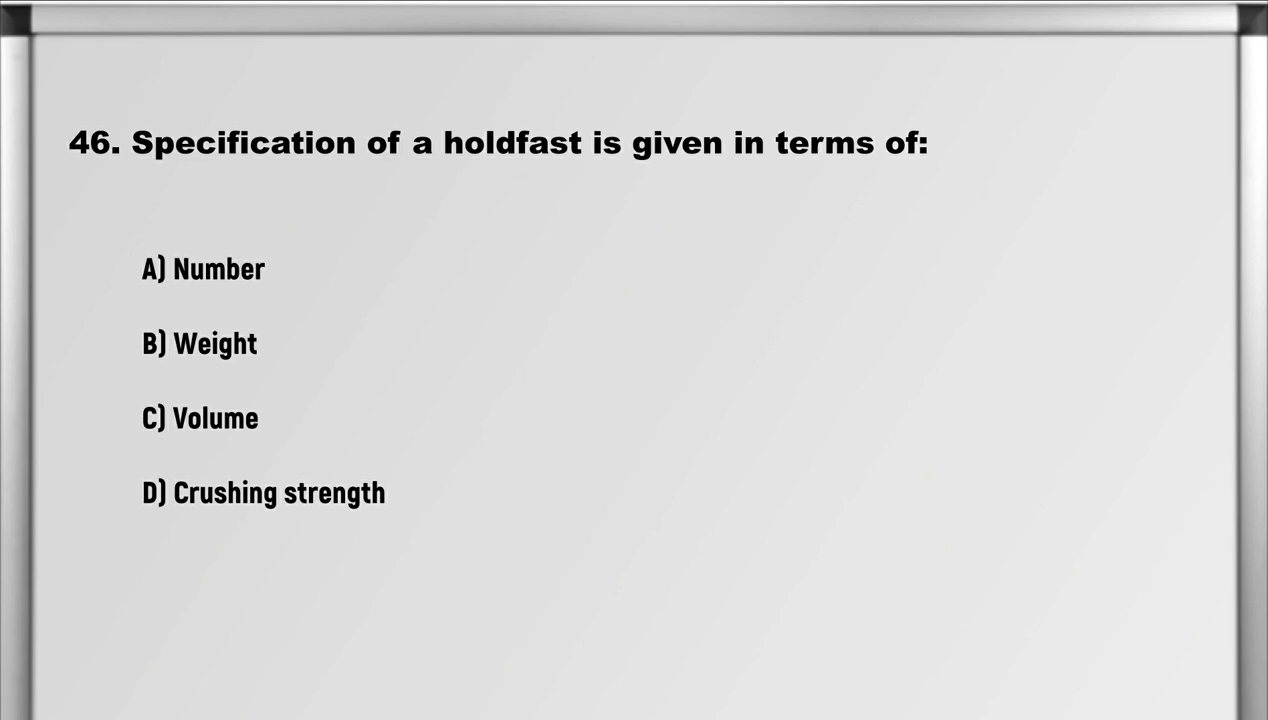 46. Specification of a holdfast is given in terms of:
A) Number
B) Weight
C) Volume
D) Crushing strength